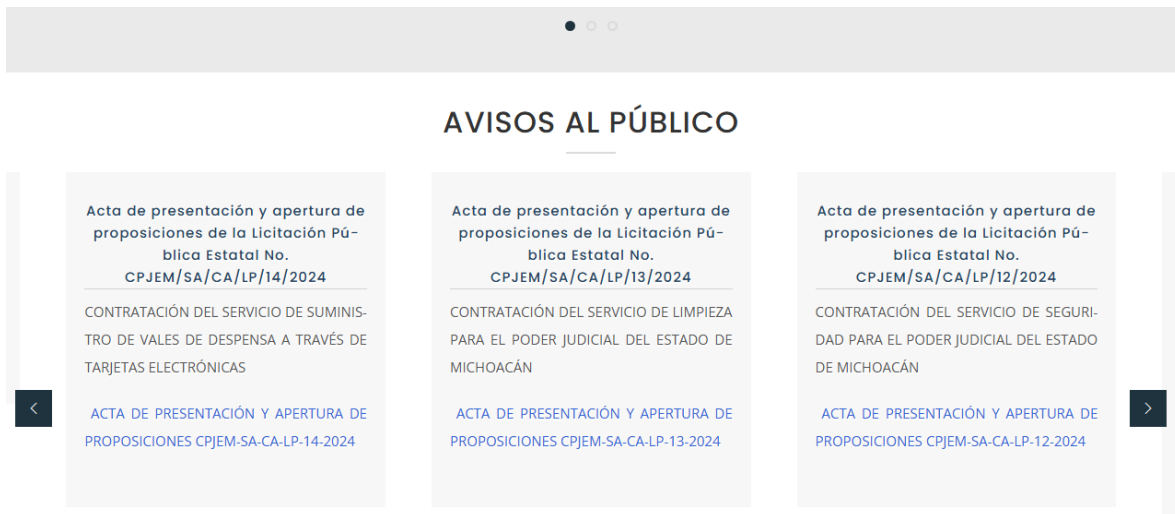 AVISOS AL PÚBLICO
Acta de presentación y apertura de
proposiciones de la Licitación Pú-
blica Estatal No.
CPJEM/SA/CA/LP/14/2024
CONTRATACIÓN DEL SERVICIO DE SUMINIS-
TRO DE VALES DE DESPENSA A TRAVÉS DE
TARJETAS ELECTRÓNICAS
ACTA DE PRESENTACIÓN Y APERTURA DE
PROPOSICIONES CPJEM-SA-CA-LP-14-2024
Acta de presentación y apertura de
proposiciones de la Licitación Pú-
blica Estatal No.
CPJEM/SA/CA/LP/13/2024
CONTRATACIÓN DEL SERVICIO DE LIMPIEZA
PARA EL PODER JUDICIAL DEL ESTADO DE
MICHOACÁN
ACTA DE PRESENTACIÓN Y APERTURA DE
PROPOSICIONES CPJEM-SA-CA-LP-13-2024
Acta de presentación y apertura de
proposiciones de la Licitación Pú-
blica Estatal No.
CPJEM/SA/CA/LP/12/2024
CONTRATACIÓN DEL SERVICIO DE SEGURI-
DAD PARA EL PODER JUDICIAL DEL ESTADO
DE MICHOACÁN
ACTA DE PRESENTACIÓN Y APERTURA DE
PROPOSICIONES CPJEM-SA-CA-LP-12-2024